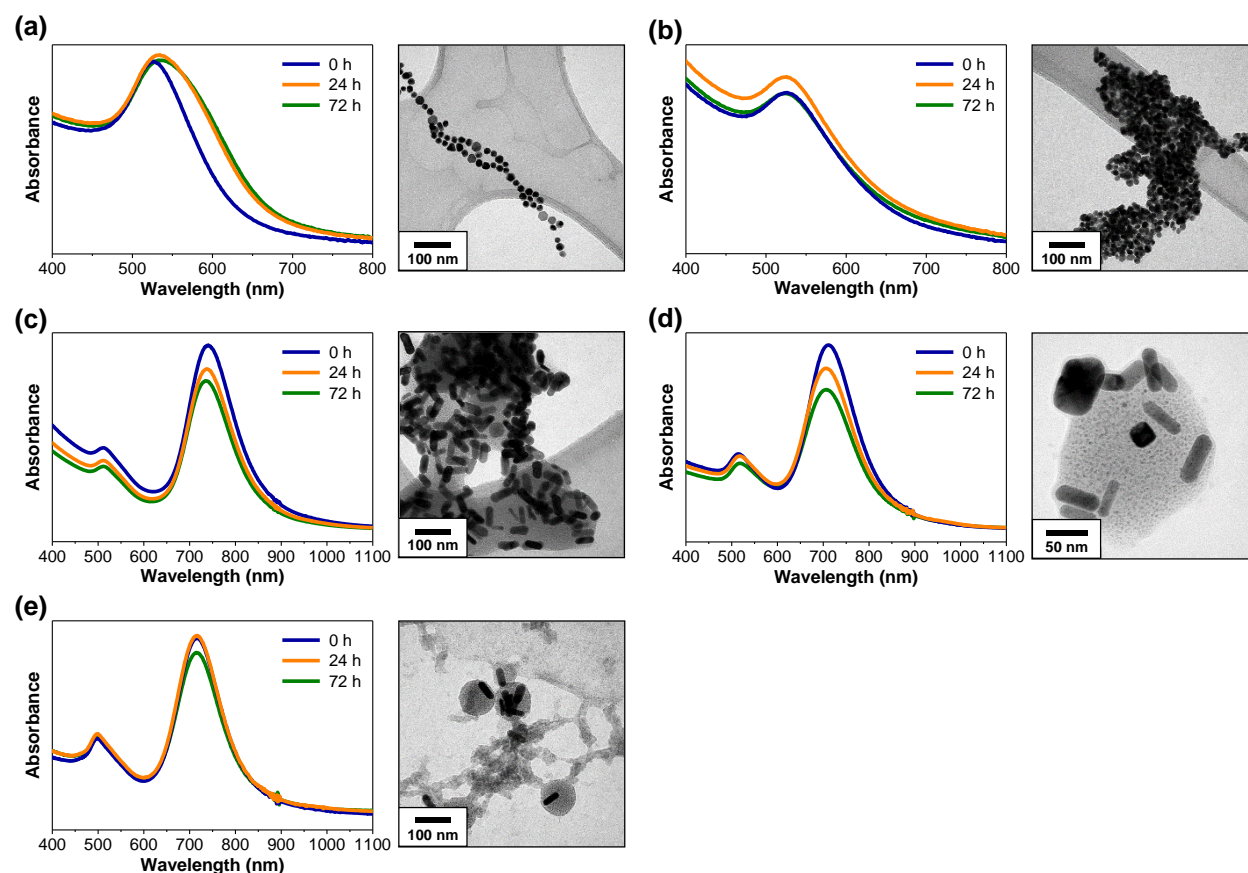 (a)
Absorbance
0 h
24 h
72 h
400 500 600 700 800
Wavelength (nm)
100 nm
(b)
Absorbance
0 h
24 h
72 h
400 500 600 700 800
Wavelength (nm)
100 nm
(c)
Absorbance
0 h
24 h
72 h
400 500 600 700 800 900 1000 1100
Wavelength (nm)
100 nm
(d)
Absorbance
0 h
24 h
72 h
400 500 600 700 800 900 1000 1100
Wavelength (nm)
50 nm
(e)
Absorbance
0 h
24 h
72 h
400 500 600 700 800 900 1000 1100
Wavelength (nm)
100 nm